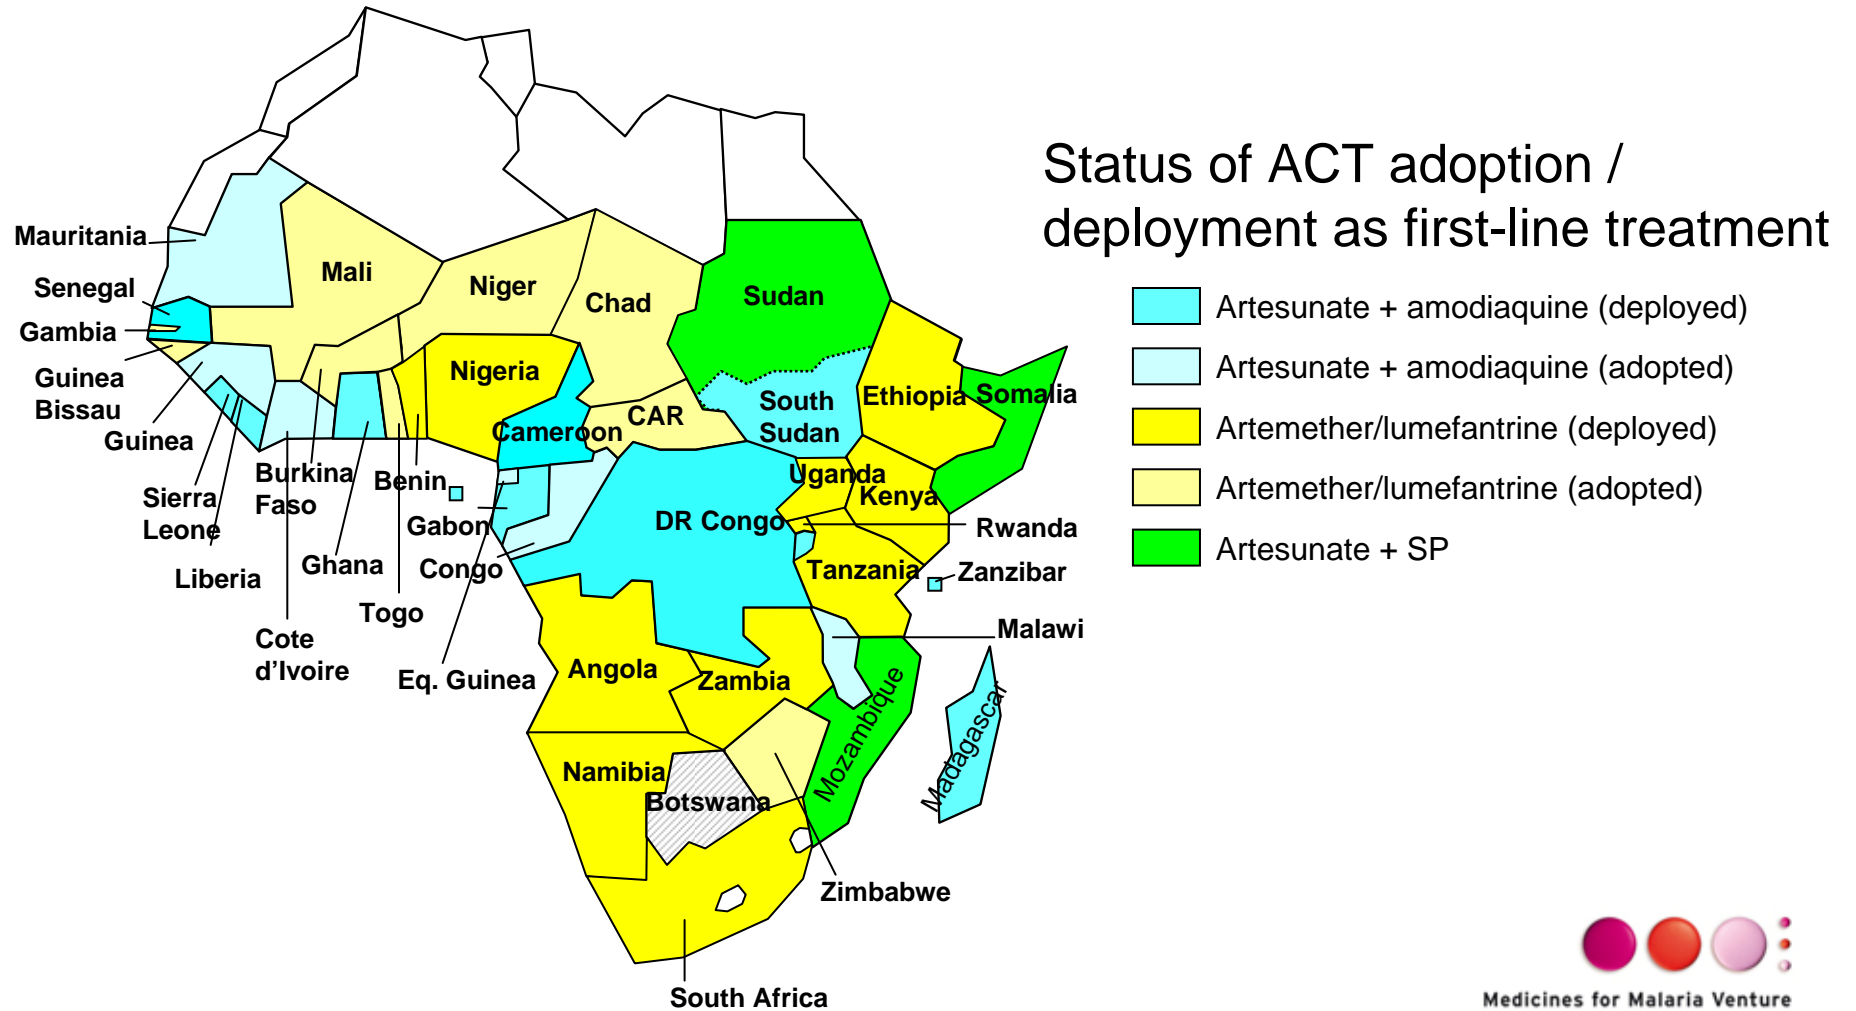 Status of ACT adoption /
deployment as first-line treatment
Artesunate + amodiaquine (deployed)
Artesunate + amodiaquine (adopted)
Artemether/lumefantrine (deployed)
Artemether/lumefantrine (adopted)
Artesunate + SP
Mauritania
Senegal
Gambia
Guinea
Bissau
Guinea
Sierra
Leone
Liberia
Cote
d’Ivoire
Burkina
Faso
Ghana
Togo
Benin
Gabon
Congo
Eq. Guinea
Mali
Niger
Chad
Sudan
Nigeria
Cameroon
CAR
South
Sudan
Ethiopia
Somalia
Uganda
Kenya
DR Congo
Rwanda
Tanzania
Zanzibar
Malawi
Angola
Zambia
Mozambique
Madagascar
Namibia
Botswana
Zimbabwe
South Africa
Medicines for Malaria Venture